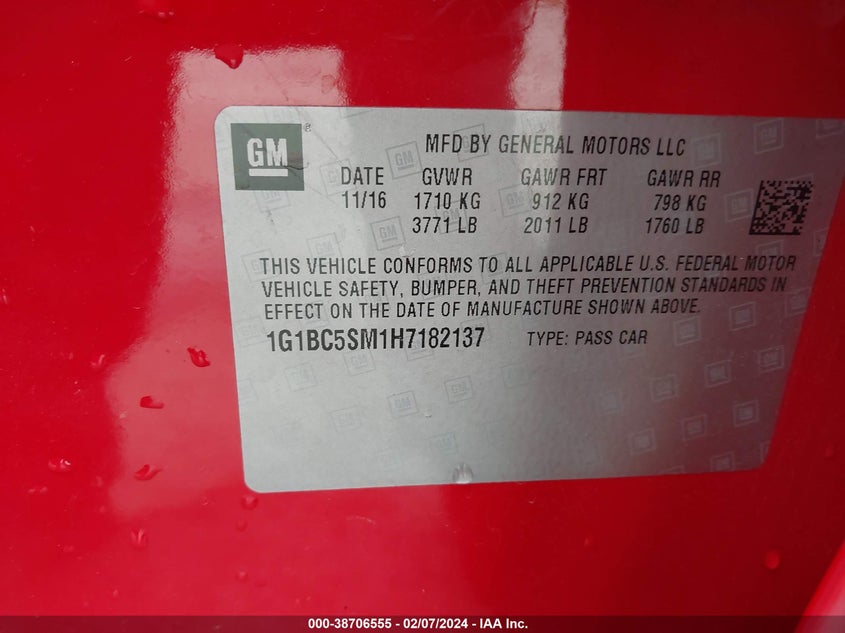 GM
MFD BY GENERAL MOTORS LLC
DATE GVWR GAWR FRT GAWR RR
11/16 1710 KG 912 KG 798 KG
3771 LB 2011 LB 1760 LB
THIS VEHICLE CONFORMS TO ALL APPLICABLE U.S. FEDERAL MOTOR
VEHICLE SAFETY, BUMPER, AND THEFT PREVENTION STANDARDS IN
EFFECT ON THE DATE OF MANUFACTURE SHOWN ABOVE.
1G1BC5SM1H7182137 TYPE: PASS CAR
000-38706555 - 02/07/2024 - IAA Inc.